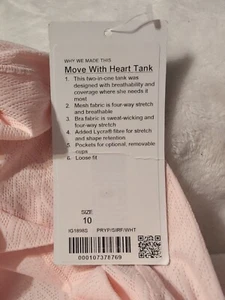 WHY WE MADE THIS
Move With Heart Tank
1. This two-in-one tank was
designed with breathability and
coverage where she needs it
most
2. Mesh fabric is four-way stretch
and breathable
3. Bra fabric is sweat-wicking and
four-way stretch
4. Added Lycra® fibre for stretch
and shape retention
5. Pockets for optional, removable
cups
6. Loose fit
SIZE:
10
PRYP/SIRF/WHT
000107378769